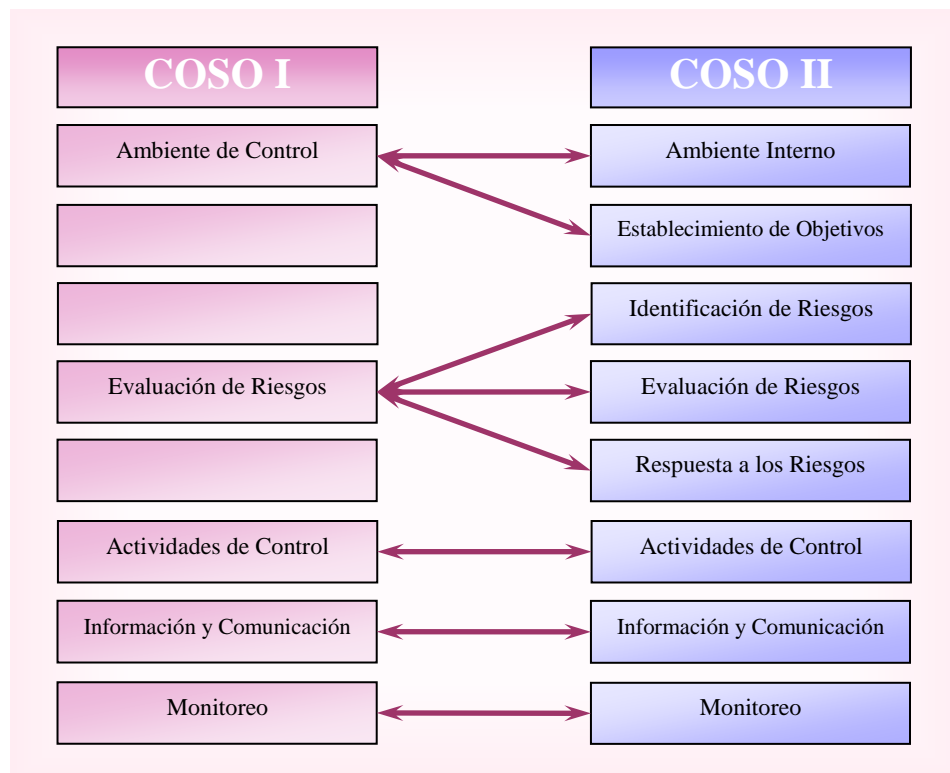 COSO I
COSO II
Ambiente de Control
Ambiente Interno
Establecimiento de Objetivos
Identificación de Riesgos
Evaluación de Riesgos
Evaluación de Riesgos
Respuesta a los Riesgos
Actividades de Control
Actividades de Control
Información y Comunicación
Información y Comunicación
Monitoreo
Monitoreo